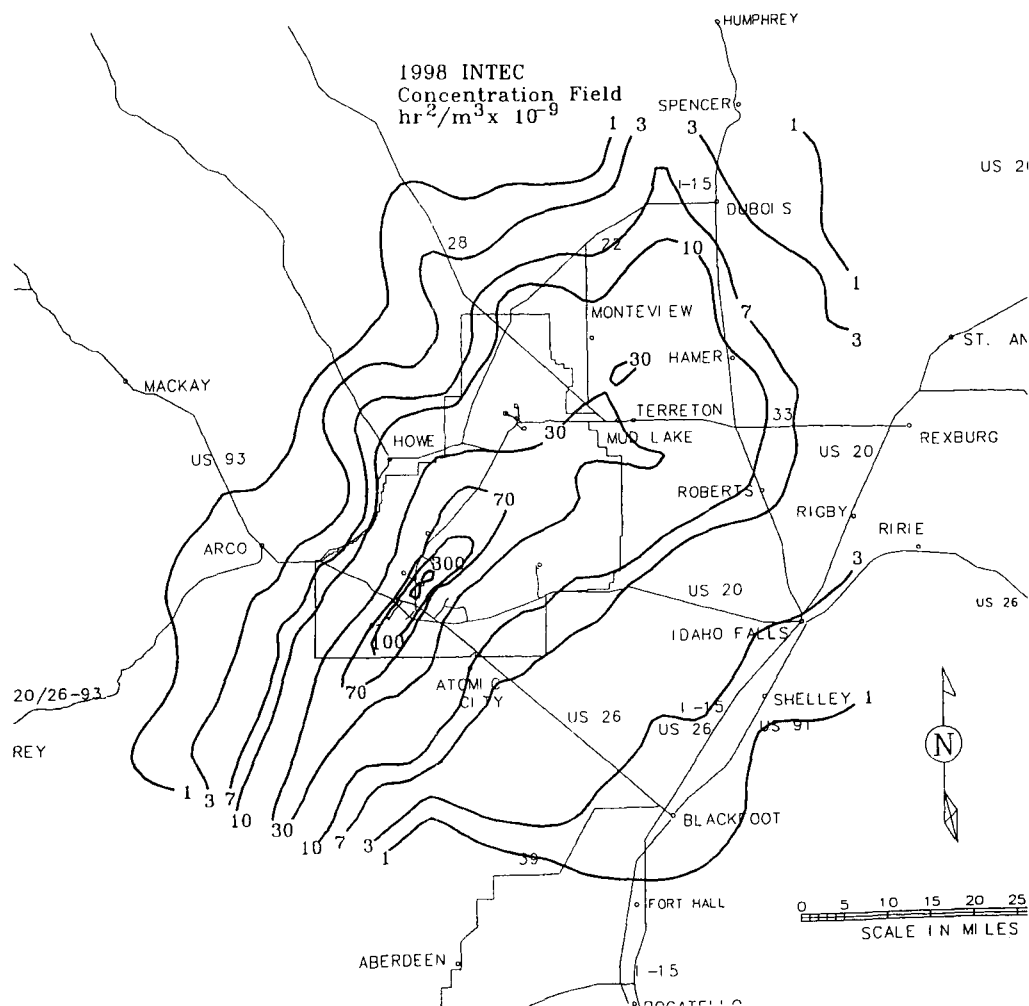 HUMPHREY
1998 INTEC
Concentration Field
hr²/m³ x 10⁻⁹
SPENCER
1
3
3
1
US 20
I-15
DUBOIS
28
22
10
1
7
MONTEVIEW
3
ST. AN
30
HAMER
MACKAY
TERRETON
33
30
MUD LAKE
REXBURG
HOWE
US 20
US 93
70
ROBERTS
RIGBY
RIRIE
ARCO
300
3
US 20
US 26
IDAHO FALLS
100
ATOMIC
CITY
70
20/26-93
I-15
SHELLEY
1
US 26
US 26
US 91
N
REY
1
3
7
10
30
10
7
3
1
BLACKFOOT
39
FORT HALL
0 5 10 15 20 25
SCALE IN MILES
ABERDEEN
I-15
POCATELLO